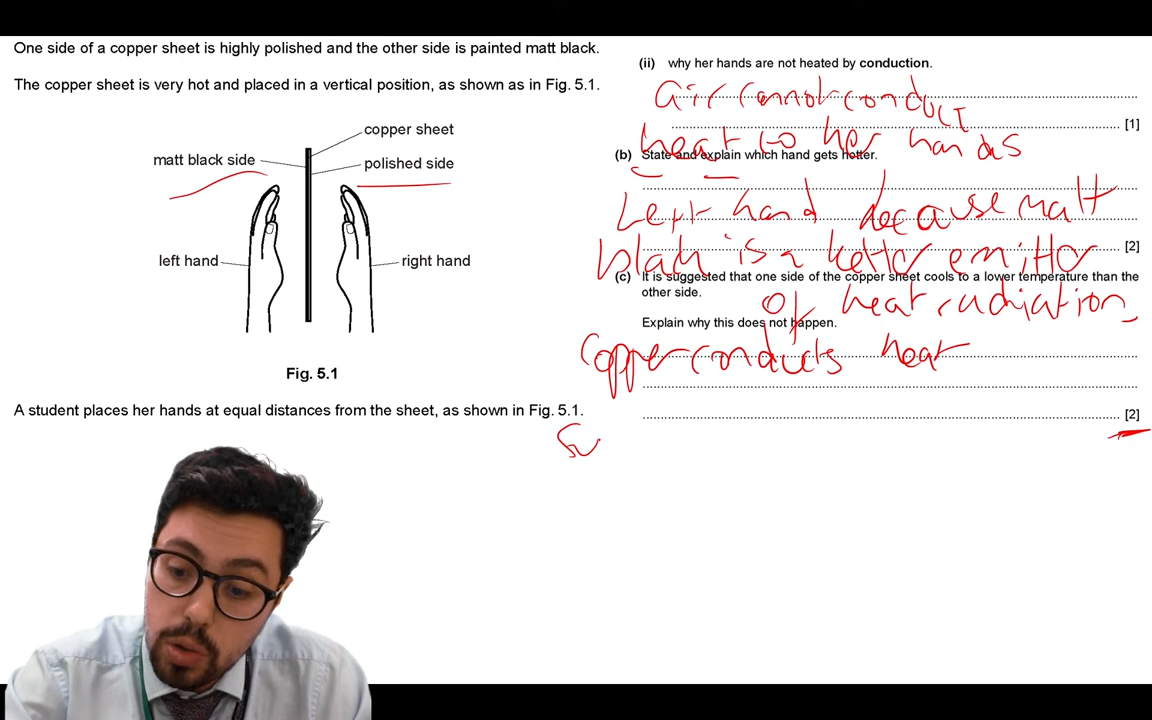 One side of a copper sheet is highly polished and the other side is painted matt black.
The copper sheet is very hot and placed in a vertical position, as shown as in Fig. 5.1.
copper sheet
matt black side
polished side
left hand
right hand
Fig. 5.1
A student places her hands at equal distances from the sheet, as shown in Fig. 5.1.
(ii) why her hands are not heated by conduction.
air cannot conduct
[1]
heat to her hands
(b) State and explain which hand gets hotter.
Left hand because matt
[2]
black is a better emittor
(c) It is suggested that one side of the copper sheet cools to a lower temperature than the
other side.
of heat radiation
Explain why this does not happen.
Copper conducts heat
[2]